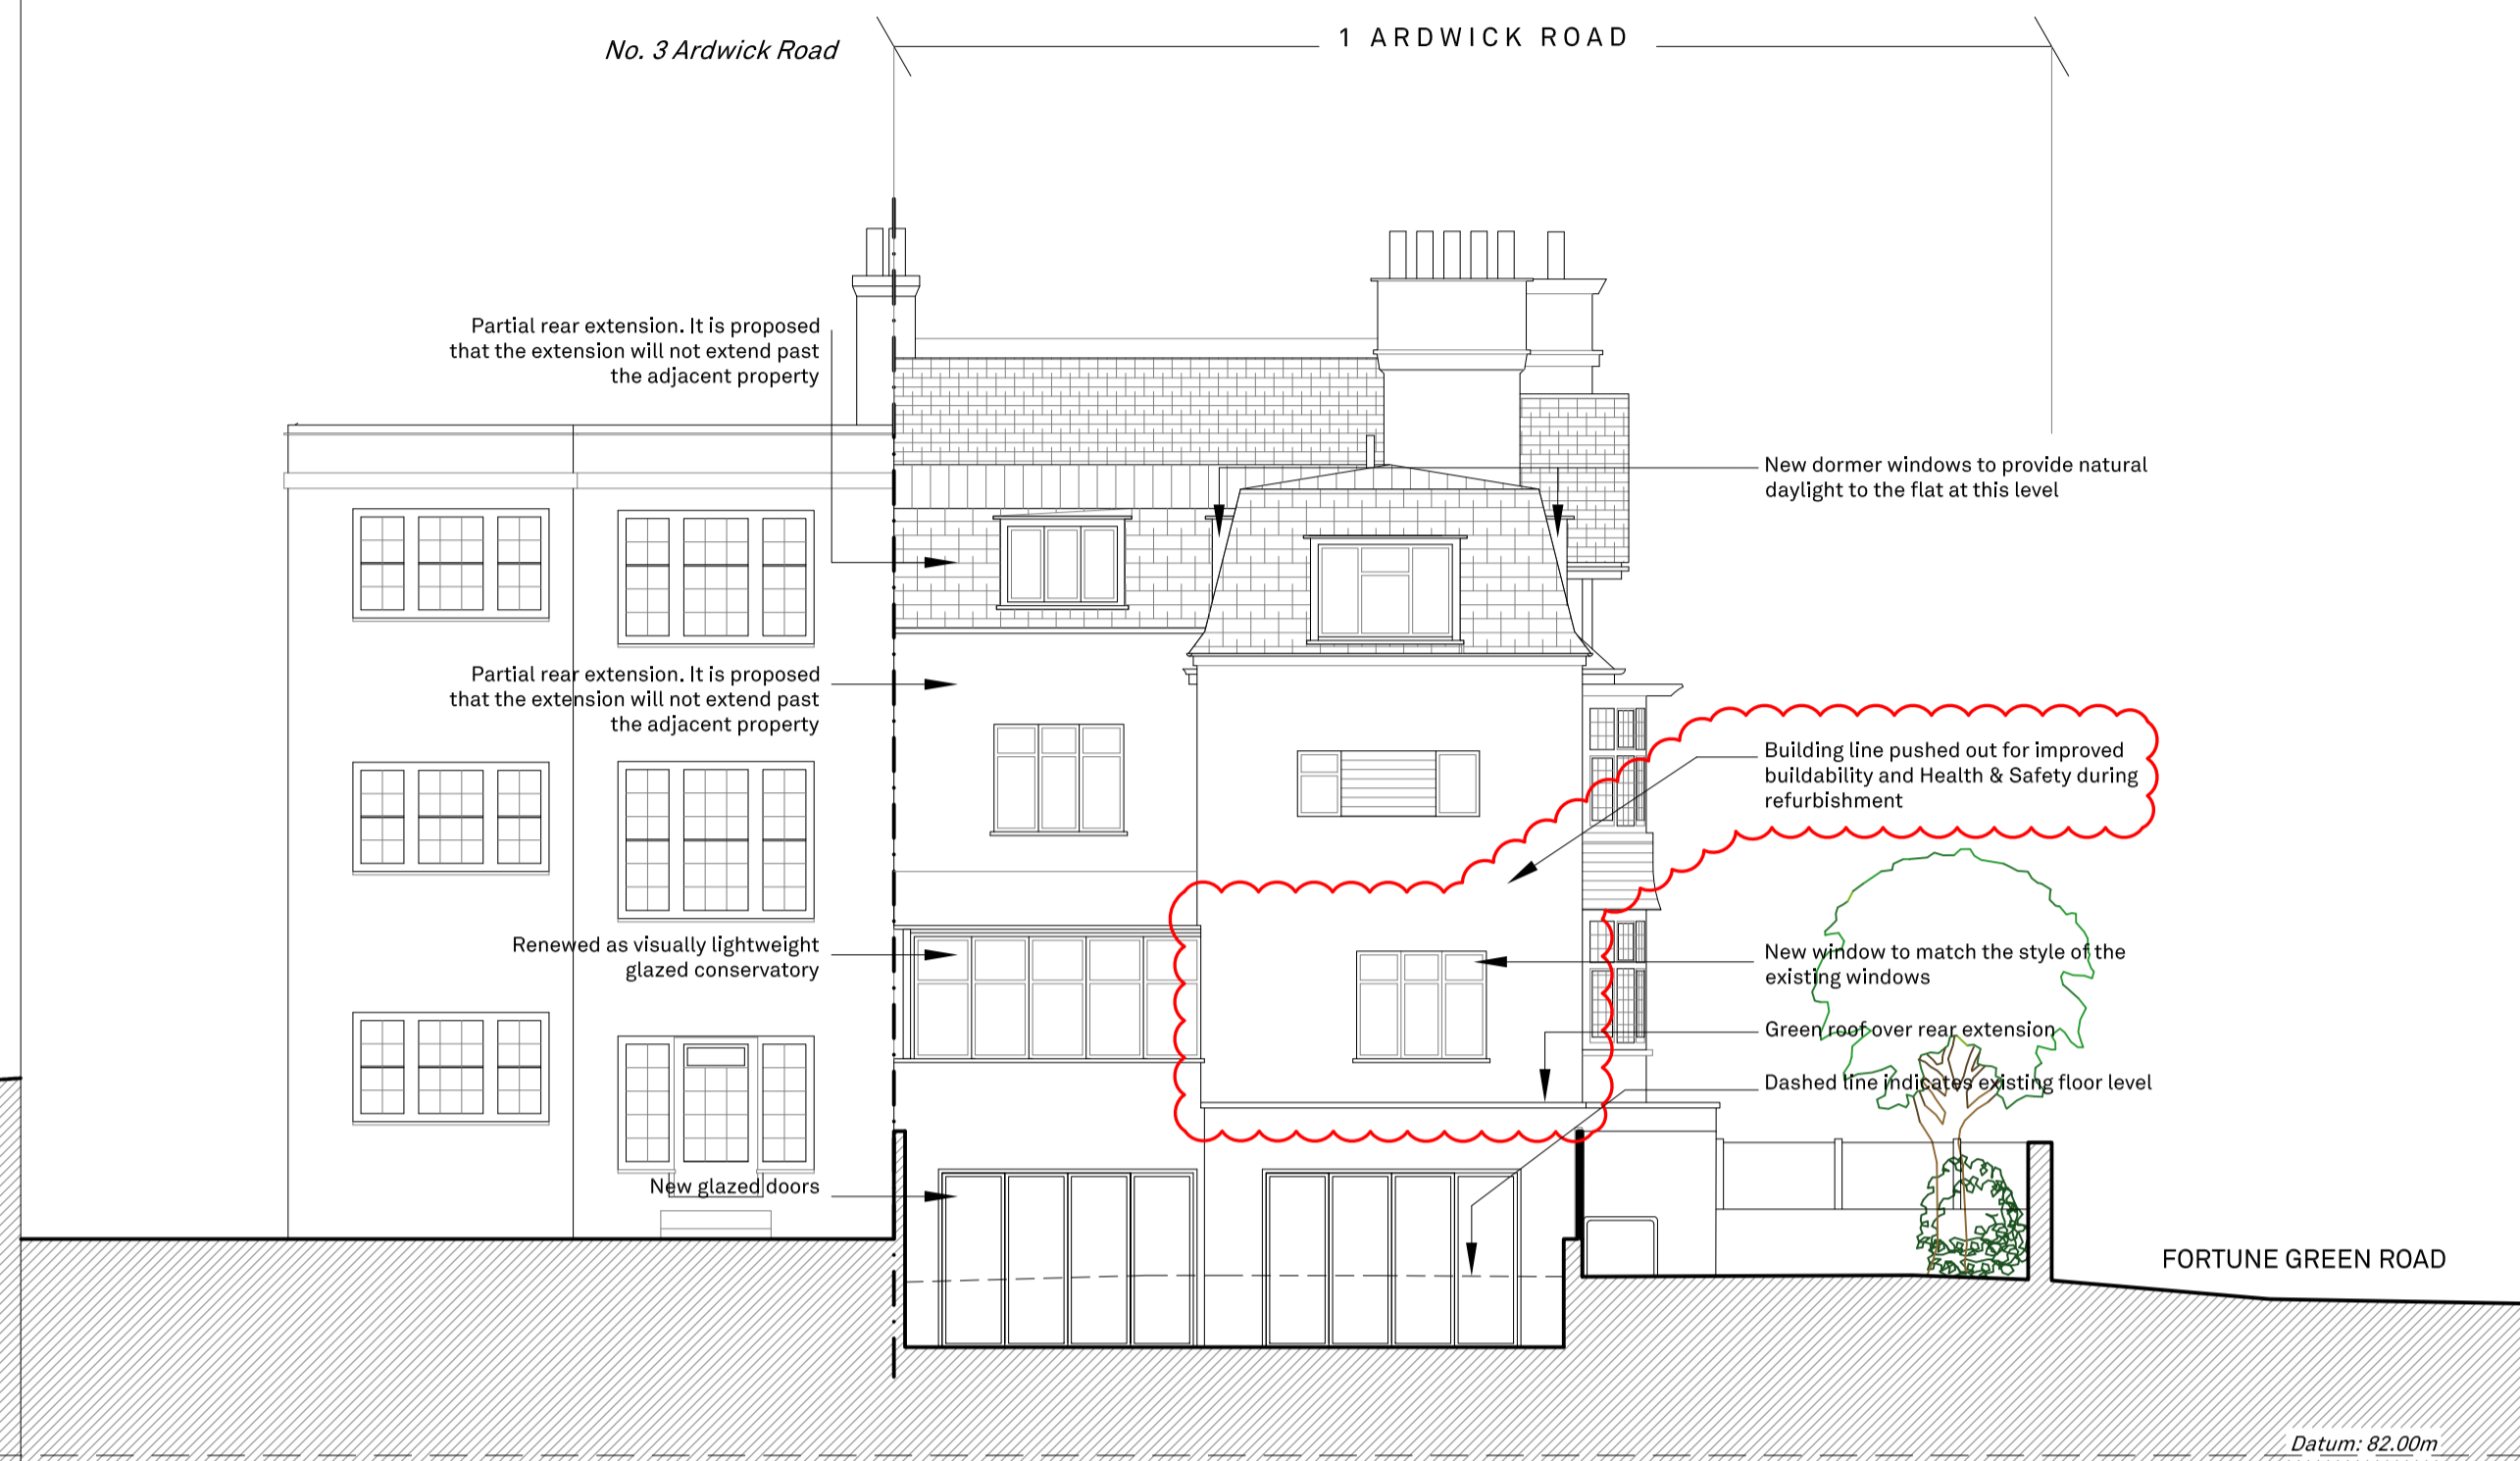 No. 3 Ardwick Road
1 ARDWICK ROAD
Partial rear extension. It is proposed
that the extension will not extend past
the adjacent property
New dormer windows to provide natural
daylight to the flat at this level
Partial rear extension. It is proposed
that the extension will not extend past
the adjacent property
Building line pushed out for improved
buildability and Health & Safety during
refurbishment
Renewed as visually lightweight
glazed conservatory
New window to match the style of the
existing windows
Green roof over rear extension
Dashed line indicates existing floor level
New glazed doors
FORTUNE GREEN ROAD
Datum: 82.00m